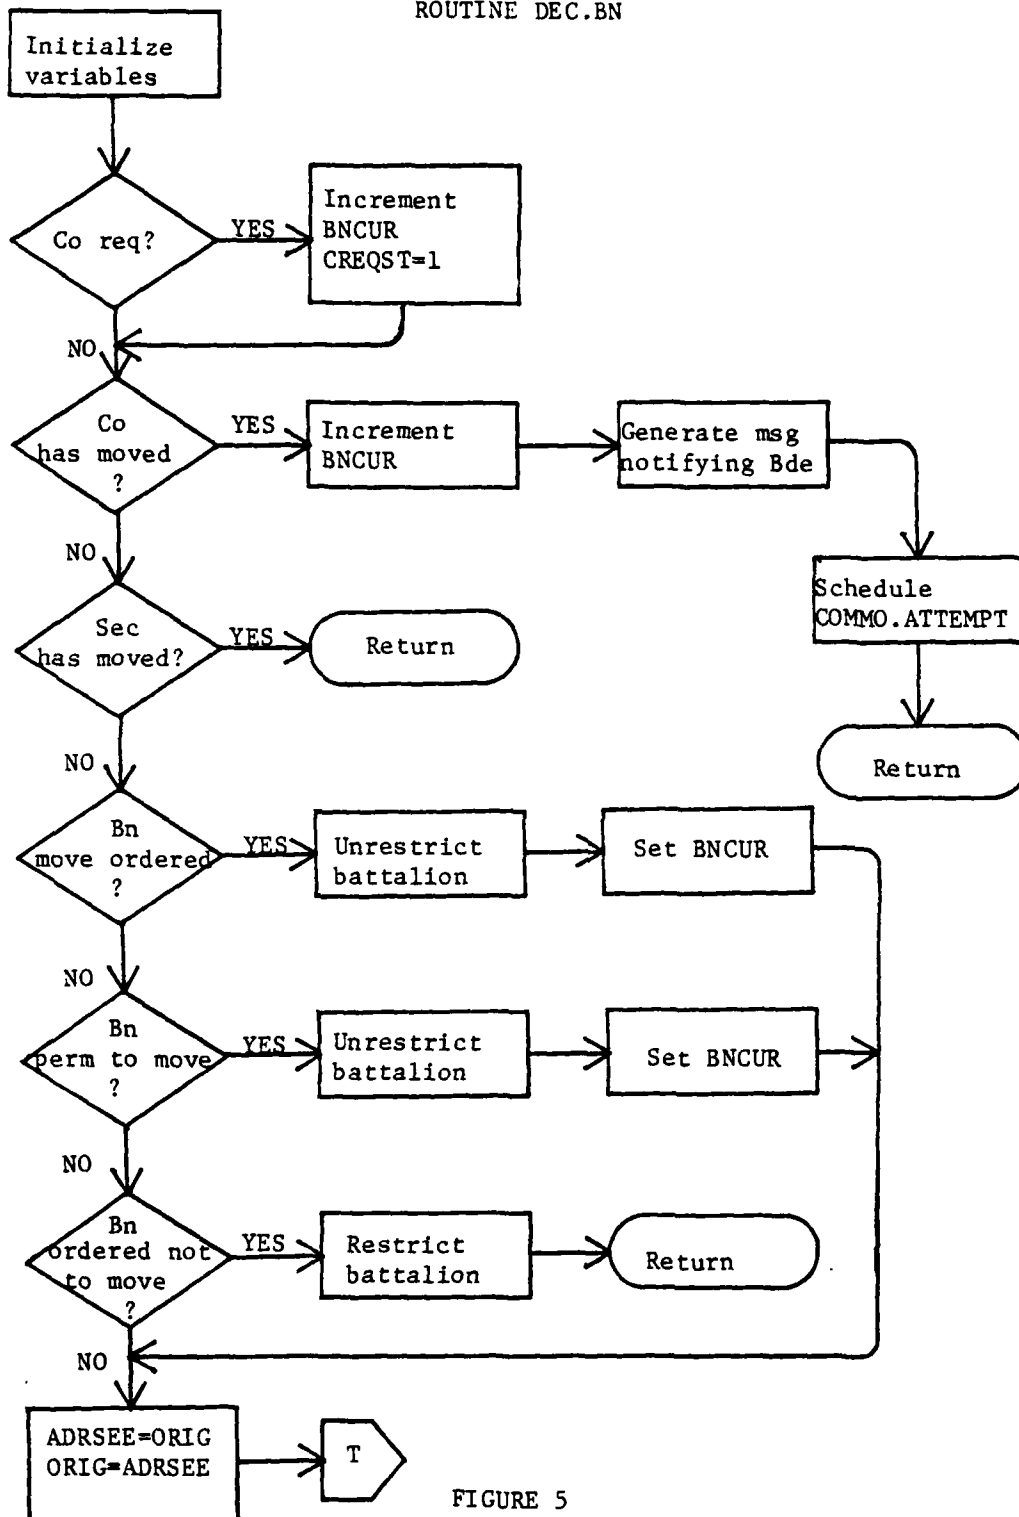 ROUTINE DEC.BN
Initialize
variables
Co req?
YES
Increment
BNCUR
CREQST=1
NO
Co
has moved
?
YES
Increment
BNCUR
Generate msg
notifying Bde
Schedule
COMMO.ATTEMPT
Return
NO
Sec
has moved?
YES
Return
NO
Bn
move ordered
?
YES
Unrestrict
battalion
Set BNCUR
NO
Bn
perm to move
?
YES
Unrestrict
battalion
Set BNCUR
NO
Bn
ordered not
to move
?
YES
Restrict
battalion
Return
NO
ADRSEE=ORIG
ORIG=ADRSEE
T
FIGURE 5